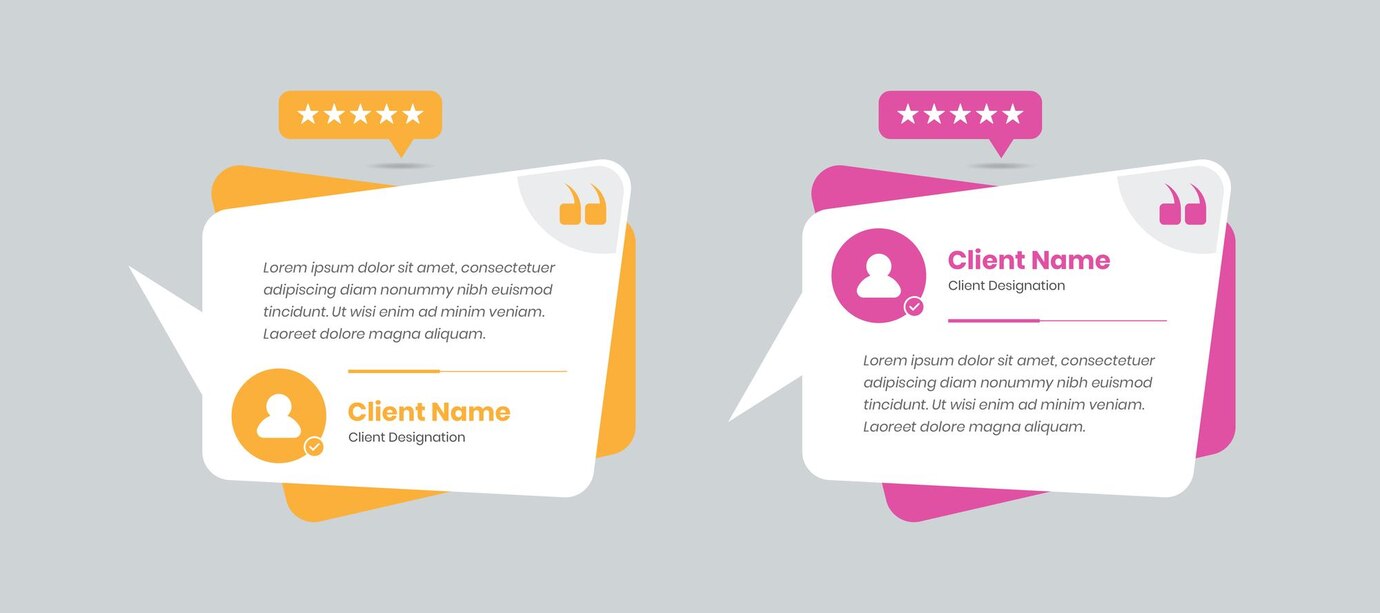 Lorem ipsum dolor sit amet, consectetuer
adipiscing diam nonummy nibh euismod
tincidunt. Ut wisi enim ad minim veniam.
Laoreet dolore magna aliquam.
Client Name
Client Designation
Client Name
Client Designation
Lorem ipsum dolor sit amet, consectetuer
adipiscing diam nonummy nibh euismod
tincidunt. Ut wisi enim ad minim veniam.
Laoreet dolore magna aliquam.